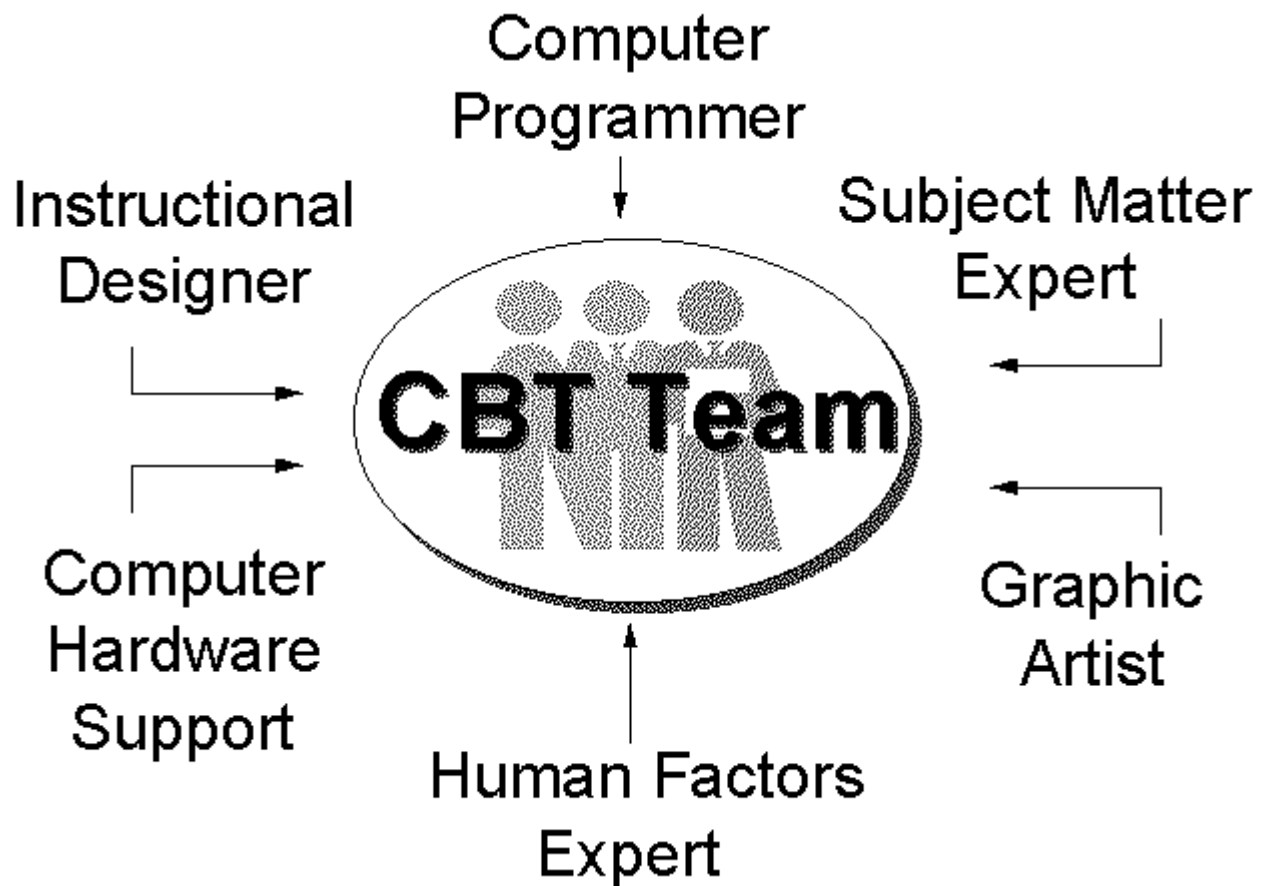 Computer
Programmer
Instructional
Designer
Subject Matter
Expert
CBT Team
Computer
Hardware
Support
Graphic
Artist
Human Factors
Expert